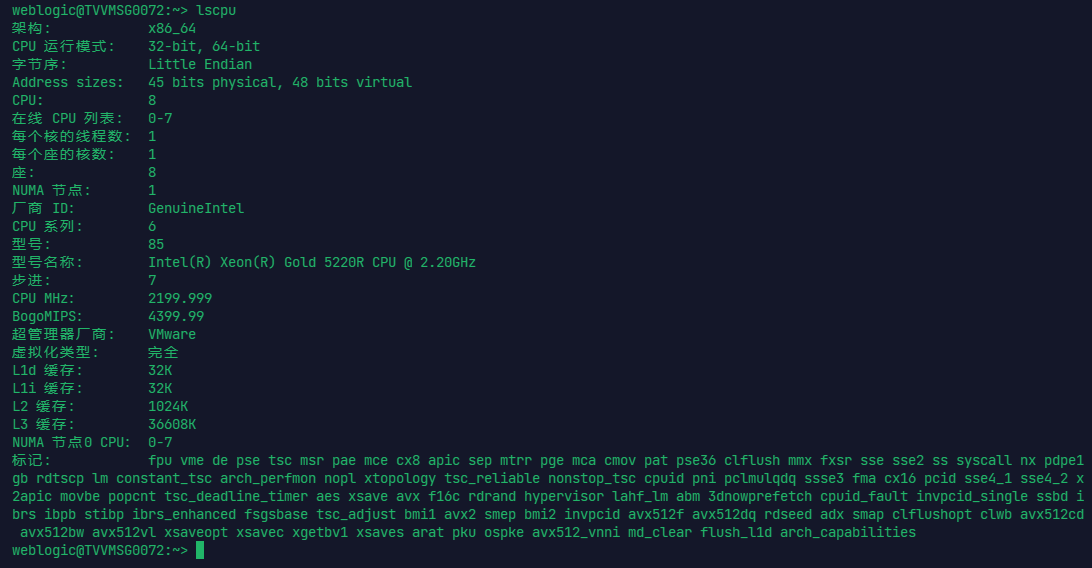 weblogic@TVVMSG0072:~> lscpu
架构:            x86_64
CPU 运行模式:    32-bit, 64-bit
字节序:          Little Endian
Address sizes:   45 bits physical, 48 bits virtual
CPU:             8
在线 CPU 列表:   0-7
每个核的线程数:  1
每个座的核数:    1
座:              8
NUMA 节点:       1
厂商 ID:         GenuineIntel
CPU 系列:        6
型号:            85
型号名称:        Intel(R) Xeon(R) Gold 5220R CPU @ 2.20GHz
步进:            7
CPU MHz:         2199.999
BogoMIPS:        4399.99
超管理器厂商:    VMware
虚拟化类型:      完全
L1d 缓存:        32K
L1i 缓存:        32K
L2 缓存:         1024K
L3 缓存:         36608K
NUMA 节点0 CPU:  0-7
标记:            fpu vme de pse tsc msr pae mce cx8 apic sep mtrr pge mca cmov pat pse36 clflush mmx fxsr sse sse2 ss syscall nx pdpe1
gb rdtscp lm constant_tsc arch_perfmon nopl xtopology tsc_reliable nonstop_tsc cpuid pni pclmulqdq ssse3 fma cx16 pcid sse4_1 sse4_2 x
2apic movbe popcnt tsc_deadline_timer aes xsave avx f16c rdrand hypervisor lahf_lm abm 3dnowprefetch cpuid_fault invpcid_single ssbd i
brs ibpb stibp ibrs_enhanced fsgsbase tsc_adjust bmi1 avx2 smep bmi2 invpcid avx512f avx512dq rdseed adx smap clflushopt clwb avx512cd
 avx512bw avx512vl xsaveopt xsavec xgetbv1 xsaves arat pku ospke avx512_vnni md_clear flush_l1d arch_capabilities
weblogic@TVVMSG0072:~>